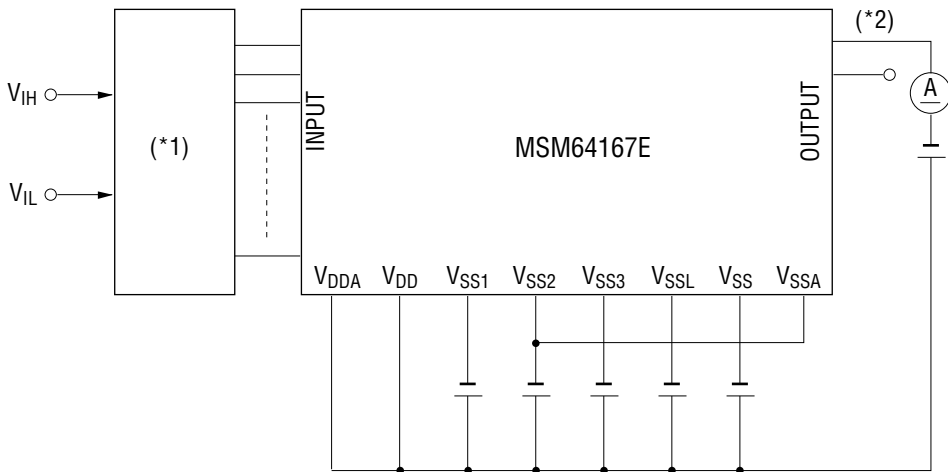 (*2)
V_IH
V_IL
(*1)
INPUT
MSM64167E
OUTPUT
A
V_DDA V_DD V_SS1 V_SS2 V_SS3 V_SSL V_SS V_SSA